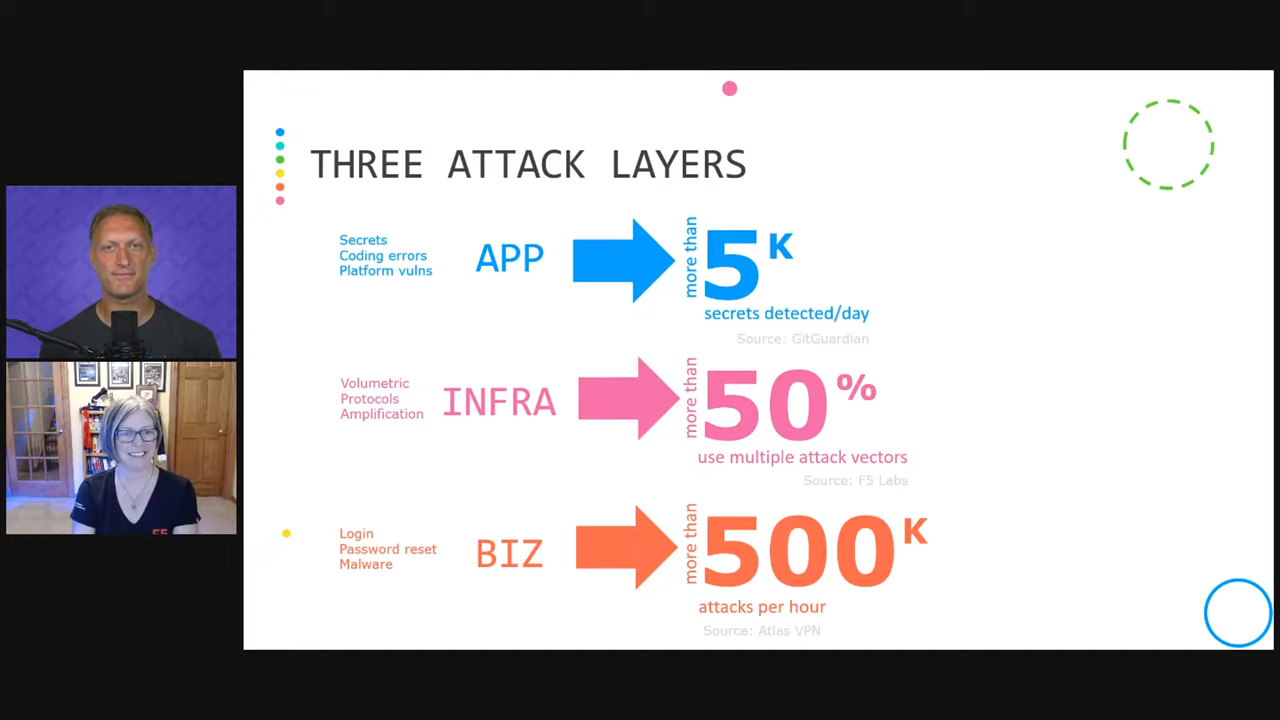 THREE ATTACK LAYERS
Secrets
Coding errors
Platform vulns
APP
more than
5K
secrets detected/day
Source: GitGuardian
Volumetric
Protocols
Amplification
INFRA
more than
50%
use multiple attack vectors
Source: F5 Labs
Login
Password reset
Malware
BIZ
more than
500K
attacks per hour
Source: Atlas VPN